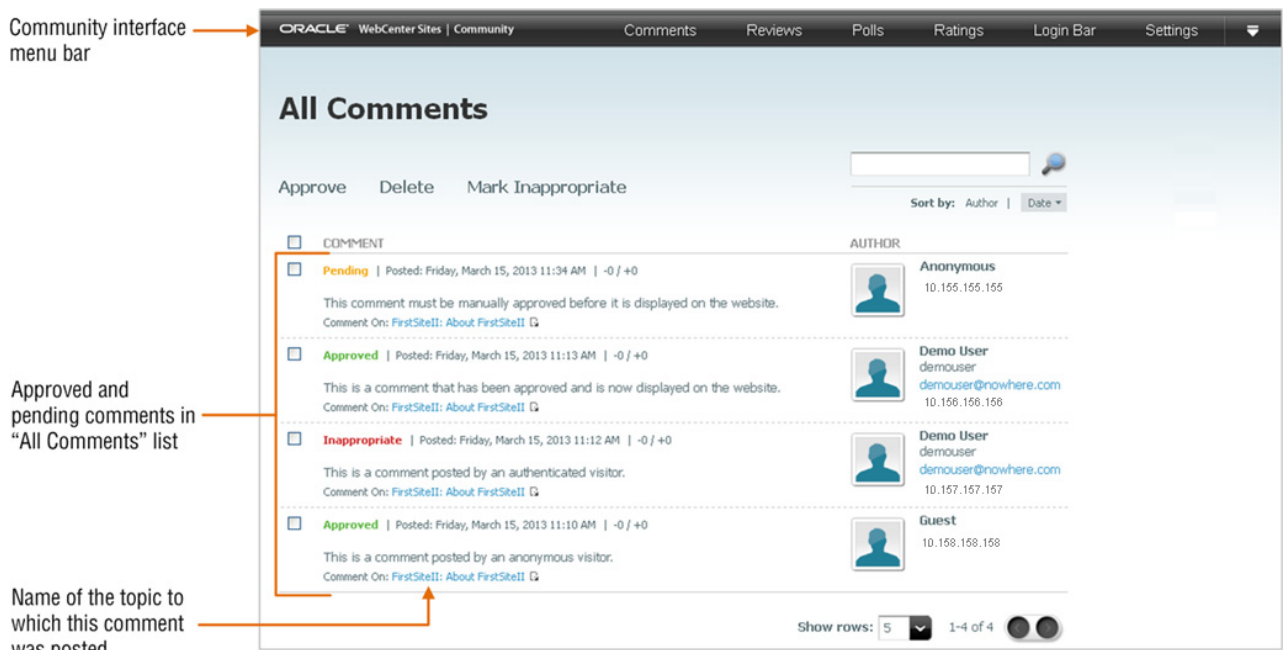 Community interface
menu bar
ORACLE WebCenter Sites | Community Comments Reviews Polls Ratings Login Bar Settings
All Comments
Approve Delete Mark Inappropriate
Sort by: Author | Date
COMMENT AUTHOR
Pending | Posted: Friday, March 15, 2013 11:34 AM | -0 / +0
This comment must be manually approved before it is displayed on the website.
Comment On: FirstSiteII: About FirstSiteII
Anonymous
10.155.155.155
Approved | Posted: Friday, March 15, 2013 11:13 AM | -0 / +0
This is a comment that has been approved and is now displayed on the website.
Comment On: FirstSiteII: About FirstSiteII
Demo User
demouser
demouser@nowhere.com
10.156.156.156
Approved and
pending comments in
“All Comments” list
Inappropriate | Posted: Friday, March 15, 2013 11:12 AM | -0 / +0
This is a comment posted by an authenticated visitor.
Comment On: FirstSiteII: About FirstSiteII
Demo User
demouser
demouser@nowhere.com
10.157.157.157
Approved | Posted: Friday, March 15, 2013 11:10 AM | -0 / +0
This is a comment posted by an anonymous visitor.
Comment On: FirstSiteII: About FirstSiteII
Guest
10.158.158.158
Name of the topic to
which this comment
was posted
Show rows: 5 1-4 of 4